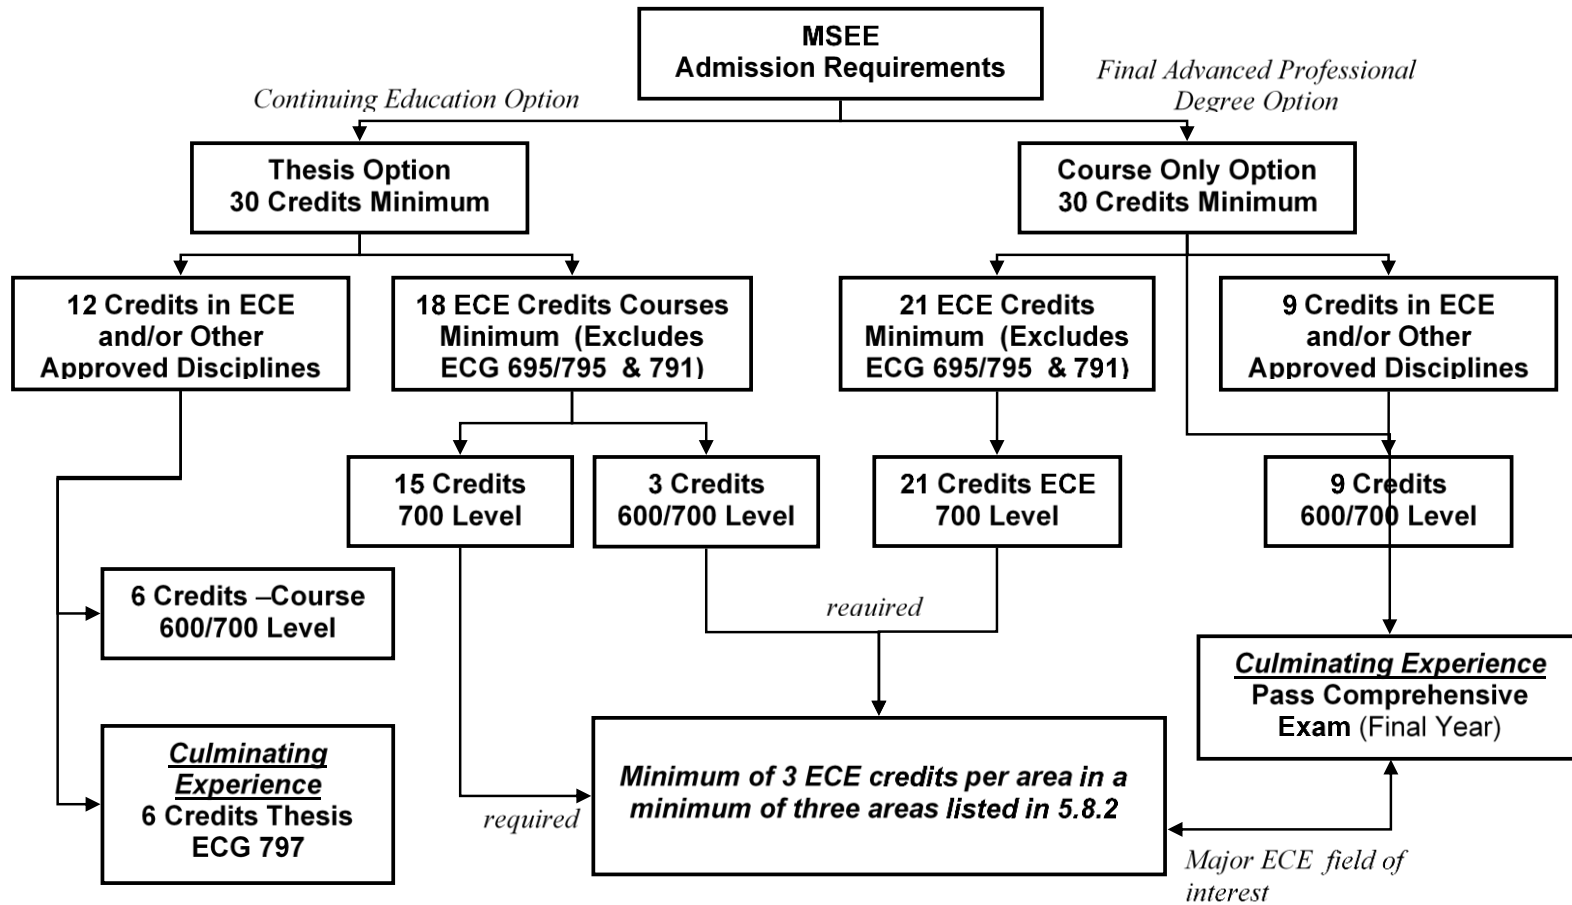 MSEE
Admission Requirements
Continuing Education Option
Final Advanced Professional
Degree Option
Thesis Option
30 Credits Minimum
Course Only Option
30 Credits Minimum
12 Credits in ECE
and/or Other
Approved Disciplines
18 ECE Credits Courses
Minimum (Excludes
ECG 695/795 & 791)
21 ECE Credits
Minimum (Excludes
ECG 695/795 & 791)
9 Credits in ECE
and/or Other
Approved Disciplines
15 Credits
700 Level
3 Credits
600/700 Level
21 Credits ECE
700 Level
9 Credits
600/700 Level
6 Credits –Course
600/700 Level
required
Culminating Experience
Pass Comprehensive
Exam (Final Year)
Culminating
Experience
6 Credits Thesis
ECG 797
required
Minimum of 3 ECE credits per area in a
minimum of three areas listed in 5.8.2
Major ECE field of
interest